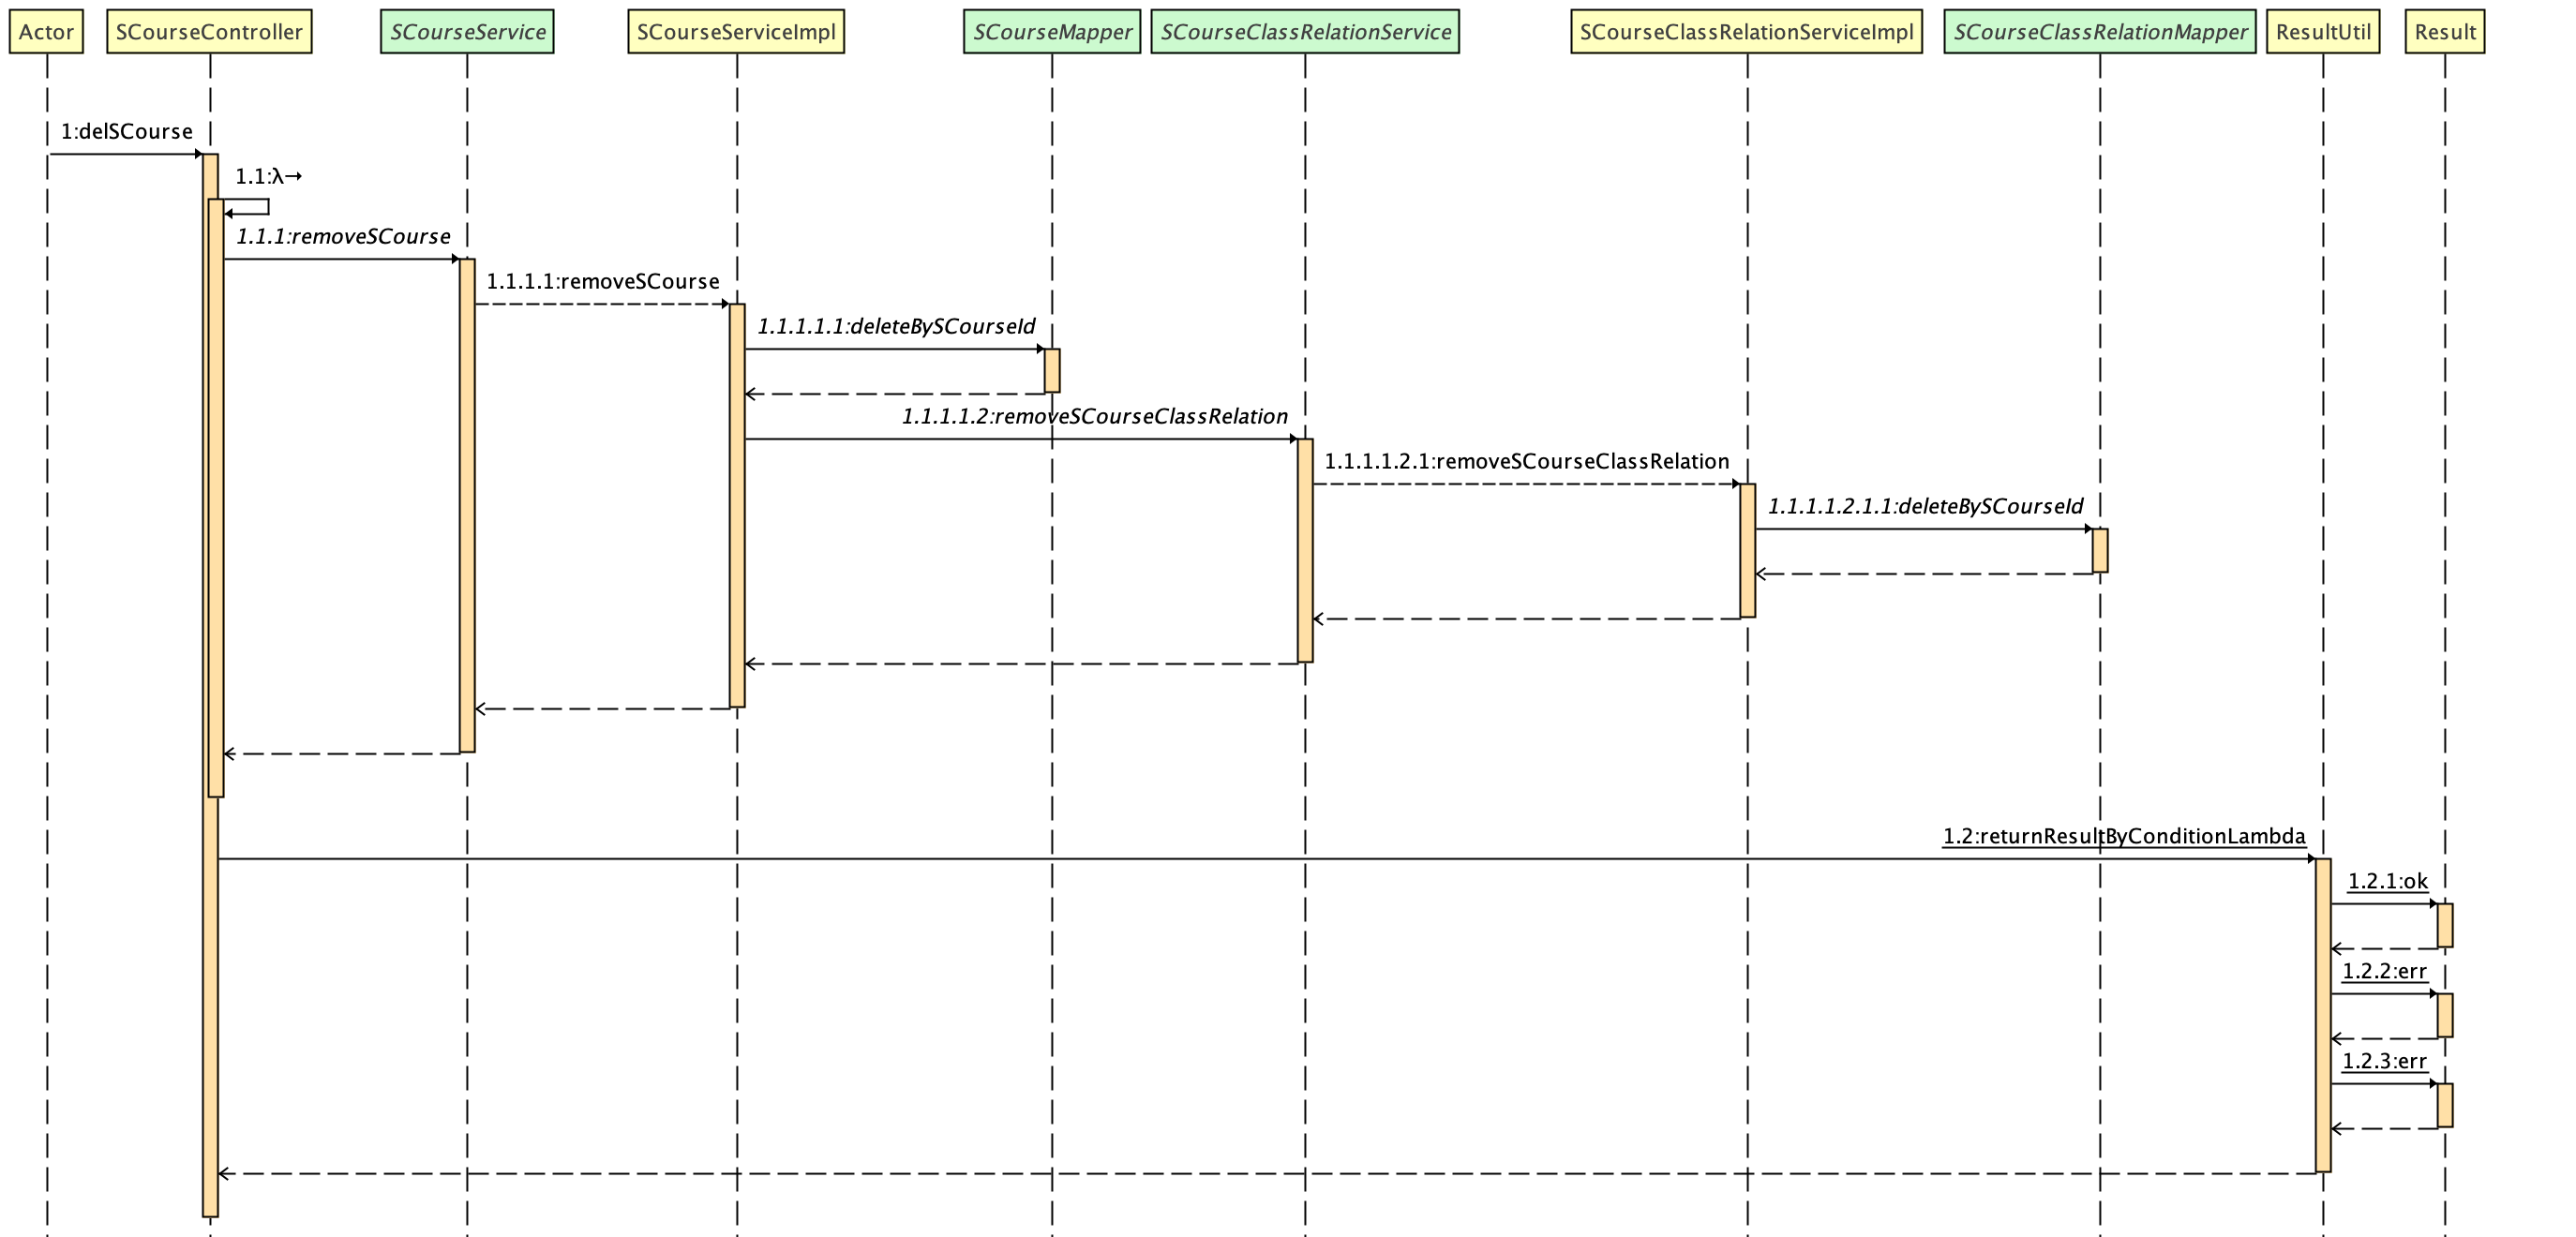 Actor
SCourseController
SCourseService
SCourseServiceImpl
SCourseMapper
SCourseClassRelationService
SCourseClassRelationServiceImpl
SCourseClassRelationMapper
ResultUtil
Result
1:delSCourse
1.1:λ→
1.1.1:removeSCourse
1.1.1.1:removeSCourse
1.1.1.1.1:deleteBySCourseId
1.1.1.1.2:removeSCourseClassRelation
1.1.1.1.2.1:removeSCourseClassRelation
1.1.1.1.2.1.1:deleteBySCourseId
1.2:returnResultByConditionLambda
1.2.1:ok
1.2.2:err
1.2.3:err